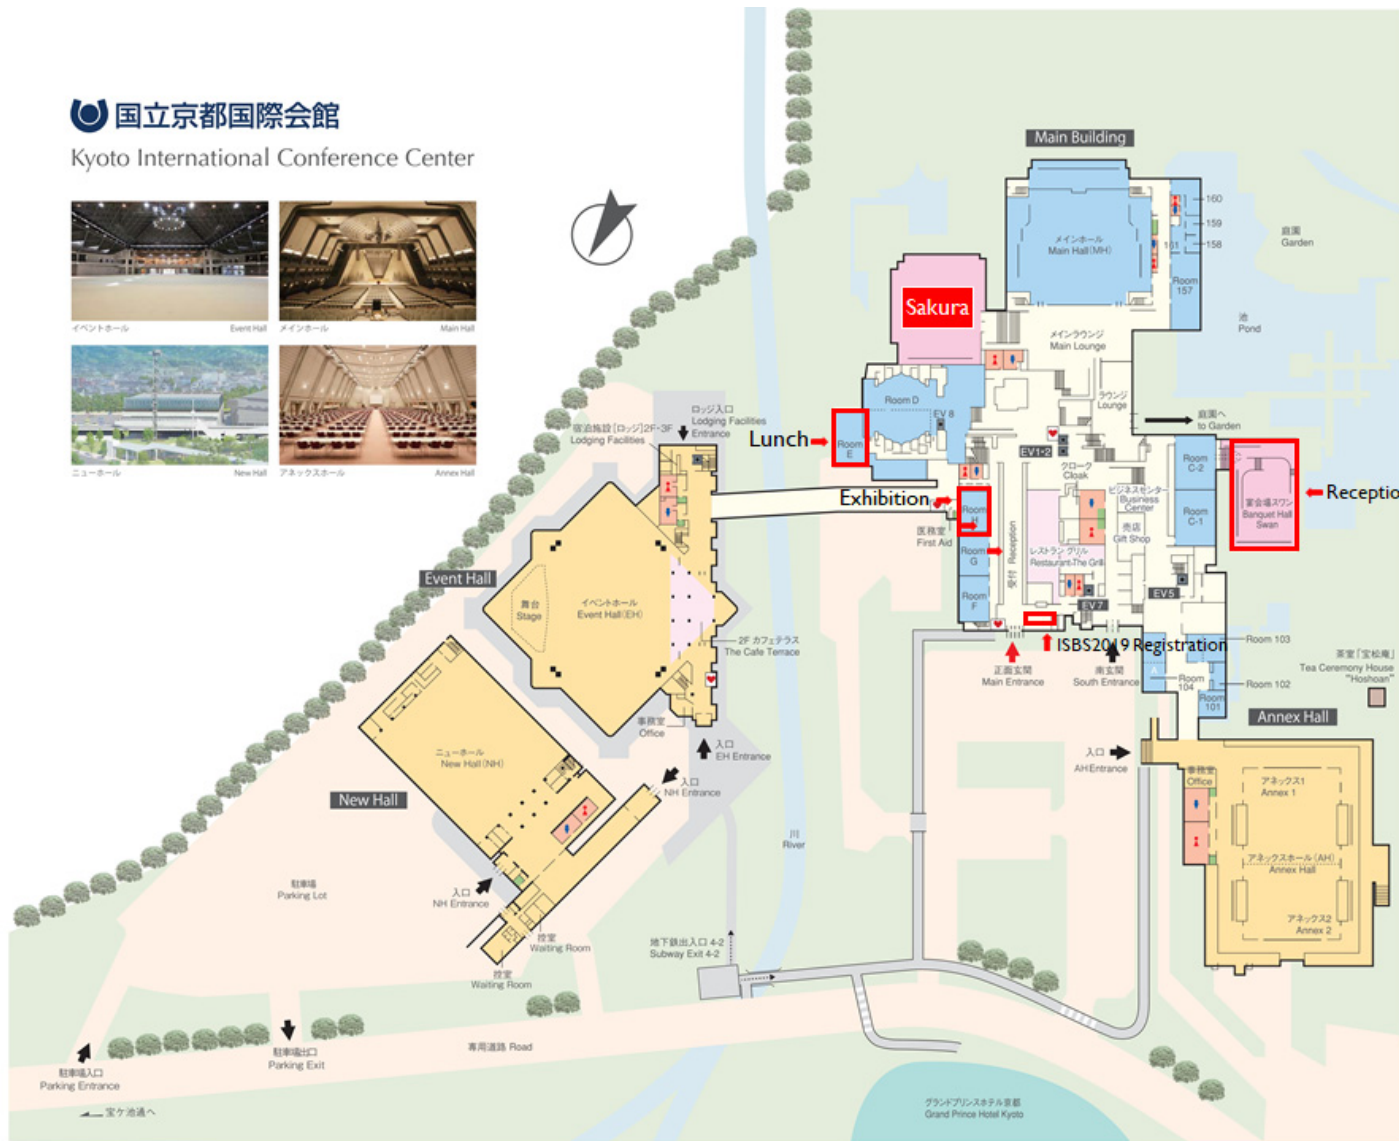 国立京都国際会館
Kyoto International Conference Center
イベントホール
Event Hall
メインホール
Main Hall
ニューホール
New Hall
アネックスホール
Annex Hall
Main Building
160
159
158
161
Room
157
メインホール
Main Hall(MH)
庭園
Garden
池
Pond
Sakura
メインラウンジ
Main Lounge
ラウンジ
Lounge
庭園へ
to Garden
Room D
EV 8
Lunch
Room
E
EV1・2
クローク
Cloak
Room
C-2
Room
C-1
宴会場スワン
Banquet Hall
Swan
Receptio
ビジネスセンター
Business
Center
売店
Gift Shop
Exhibition
Room
H
医務室
First Aid
Room
G
Room
F
受付 Reception
レストラン グリル
Restaurant-The Grill
EV 7
EV5
ISBS2019 Registration
正面玄関
Main Entrance
南玄関
South Entrance
A
Room
104
Room 103
Room 102
Room
101
茶室「宝松庵」
Tea Ceremony House
"Hoshoan"
Annex Hall
入口
AH Entrance
事務室
Office
アネックス1
Annex 1
アネックスホール(AH)
Annex Hall
アネックス2
Annex 2
ロッジ入口
Lodging Facilities
Entrance
宿泊施設[ロッジ]2F・3F
Lodging Facilities
Event Hall
舞台
Stage
イベントホール
Event Hall(EH)
2F カフェテラス
The Cafe Terrace
事務室
Office
入口
EH Entrance
ニューホール
New Hall(NH)
New Hall
入口
NH Entrance
入口
NH Entrance
控室
Waiting Room
控室
Waiting Room
駐車場
Parking Lot
川
River
地下鉄出入口 4-2
Subway Exit 4-2
専用道路 Road
駐車場入口
Parking Entrance
駐車場出口
Parking Exit
宝ケ池通へ
グランドプリンスホテル京都
Grand Prince Hotel Kyoto